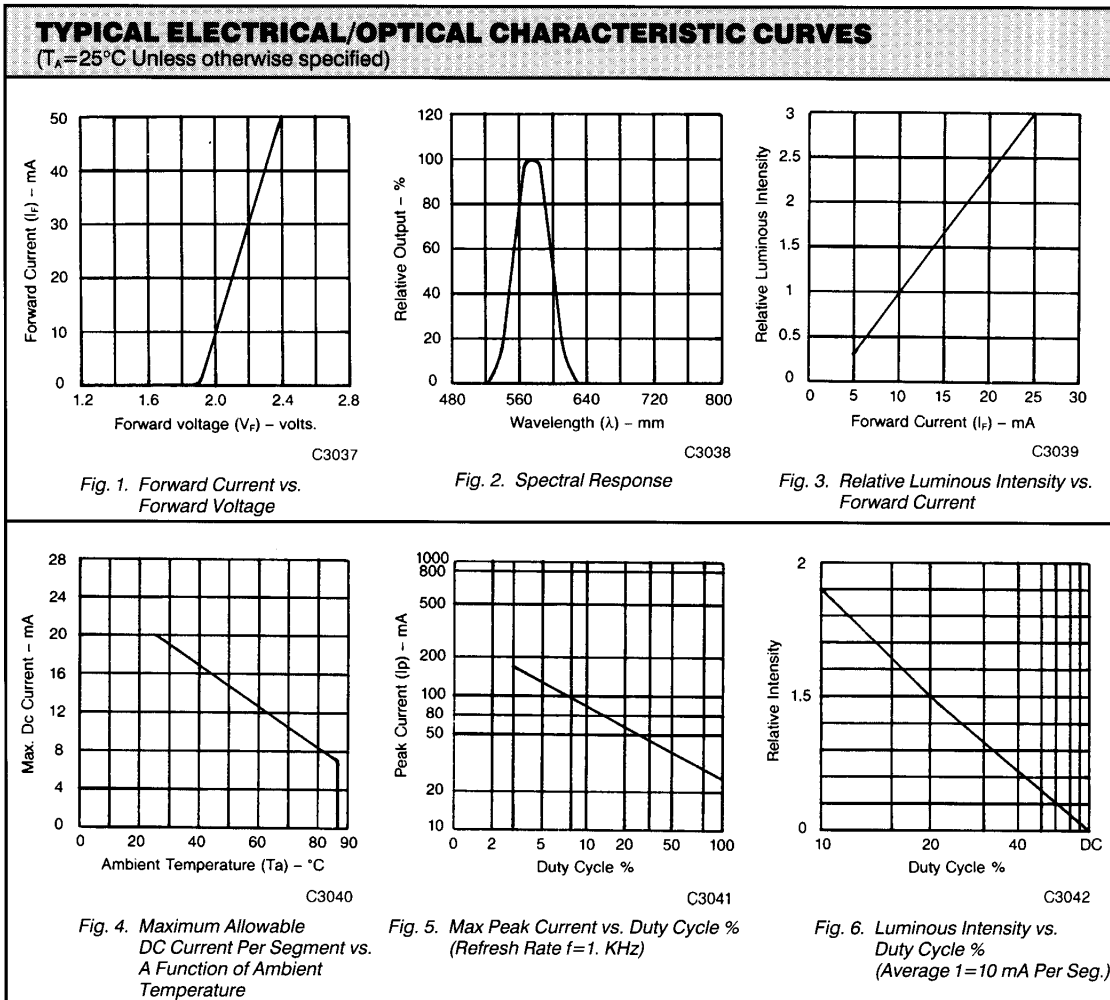 TYPICAL ELECTRICAL/OPTICAL CHARACTERISTIC CURVES
(TA=25°C Unless otherwise specified)
50
40
30
20
10
0
Forward Current (IF) – mA
1.2 1.6 2.0 2.4 2.8
Forward voltage (VF) – volts.
C3037
Fig. 1. Forward Current vs.
Forward Voltage
120
100
80
60
40
20
0
Relative Output – %
480 560 640 720 800
Wavelength (λ) – mm
C3038
Fig. 2. Spectral Response
3
2.5
2
1.5
1
0.5
0
Relative Luminous Intensity
0 5 10 15 20 25 30
Forward Current (IF) – mA
C3039
Fig. 3. Relative Luminous Intensity vs.
Forward Current
28
24
20
16
12
8
4
0
Max. Dc Current – mA
0 20 40 60 80 90
Ambient Temperature (Ta) – °C
C3040
Fig. 4. Maximum Allowable
DC Current Per Segment vs.
A Function of Ambient
Temperature
1000
800
500
200
100
80
50
20
10
Peak Current (Ip) – mA
0 2 5 10 20 50 100
Duty Cycle %
C3041
Fig. 5. Max Peak Current vs. Duty Cycle %
(Refresh Rate f=1. KHz)
2
1.5
0
Relative Intensity
10 20 40 DC
Duty Cycle %
C3042
Fig. 6. Luminous Intensity vs.
Duty Cycle %
(Average 1=10 mA Per Seg.)